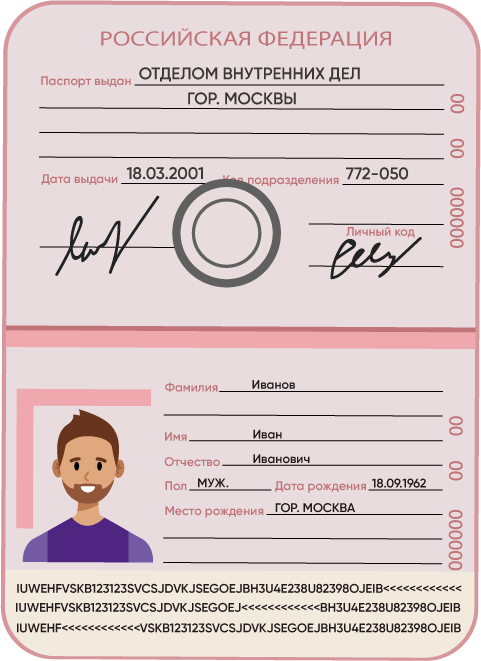 РОССИЙСКАЯ ФЕДЕРАЦИЯ
Паспорт выдан ОТДЕЛОМ ВНУТРЕННИХ ДЕЛ
ГОР. МОСКВЫ
00
00
Дата выдачи 18.03.2001 Код подразделения 772-050
000000
Личный код
Фамилия Иванов
00
Имя Иван
Отчество Иванович
00
Пол МУЖ. Дата рождения 18.09.1962
Место рождения ГОР. МОСКВА
000000
IUWEHFVSKB123123SVCSJDVKJSEGOEJBH3U4E238U82398OJEIB<<<<<<<<<<<<
IUWEHFVSKB123123SVCSJDVKJSEGOEJ<<<<<<<<<<<<BH3U4E238U82398OJEIB
IUWEHF<<<<<<<<<<<<VSKB123123SVCSJDVKJSEGOEJBH3U4E238U82398OJEIB